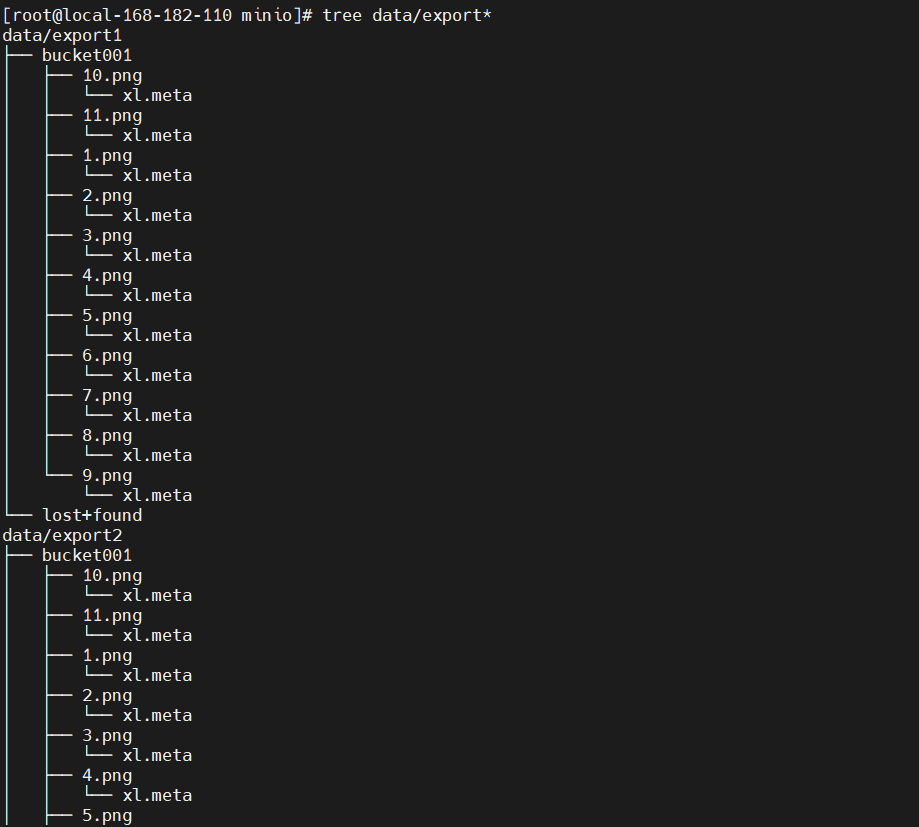 [root@local-168-182-110 minio]# tree data/export*
data/export1
├── bucket001
│   ├── 10.png
│   │   └── xl.meta
│   ├── 11.png
│   │   └── xl.meta
│   ├── 1.png
│   │   └── xl.meta
│   ├── 2.png
│   │   └── xl.meta
│   ├── 3.png
│   │   └── xl.meta
│   ├── 4.png
│   │   └── xl.meta
│   ├── 5.png
│   │   └── xl.meta
│   ├── 6.png
│   │   └── xl.meta
│   ├── 7.png
│   │   └── xl.meta
│   ├── 8.png
│   │   └── xl.meta
│   └── 9.png
│       └── xl.meta
└── lost+found
data/export2
├── bucket001
│   ├── 10.png
│   │   └── xl.meta
│   ├── 11.png
│   │   └── xl.meta
│   ├── 1.png
│   │   └── xl.meta
│   ├── 2.png
│   │   └── xl.meta
│   ├── 3.png
│   │   └── xl.meta
│   ├── 4.png
│   │   └── xl.meta
│   ├── 5.png